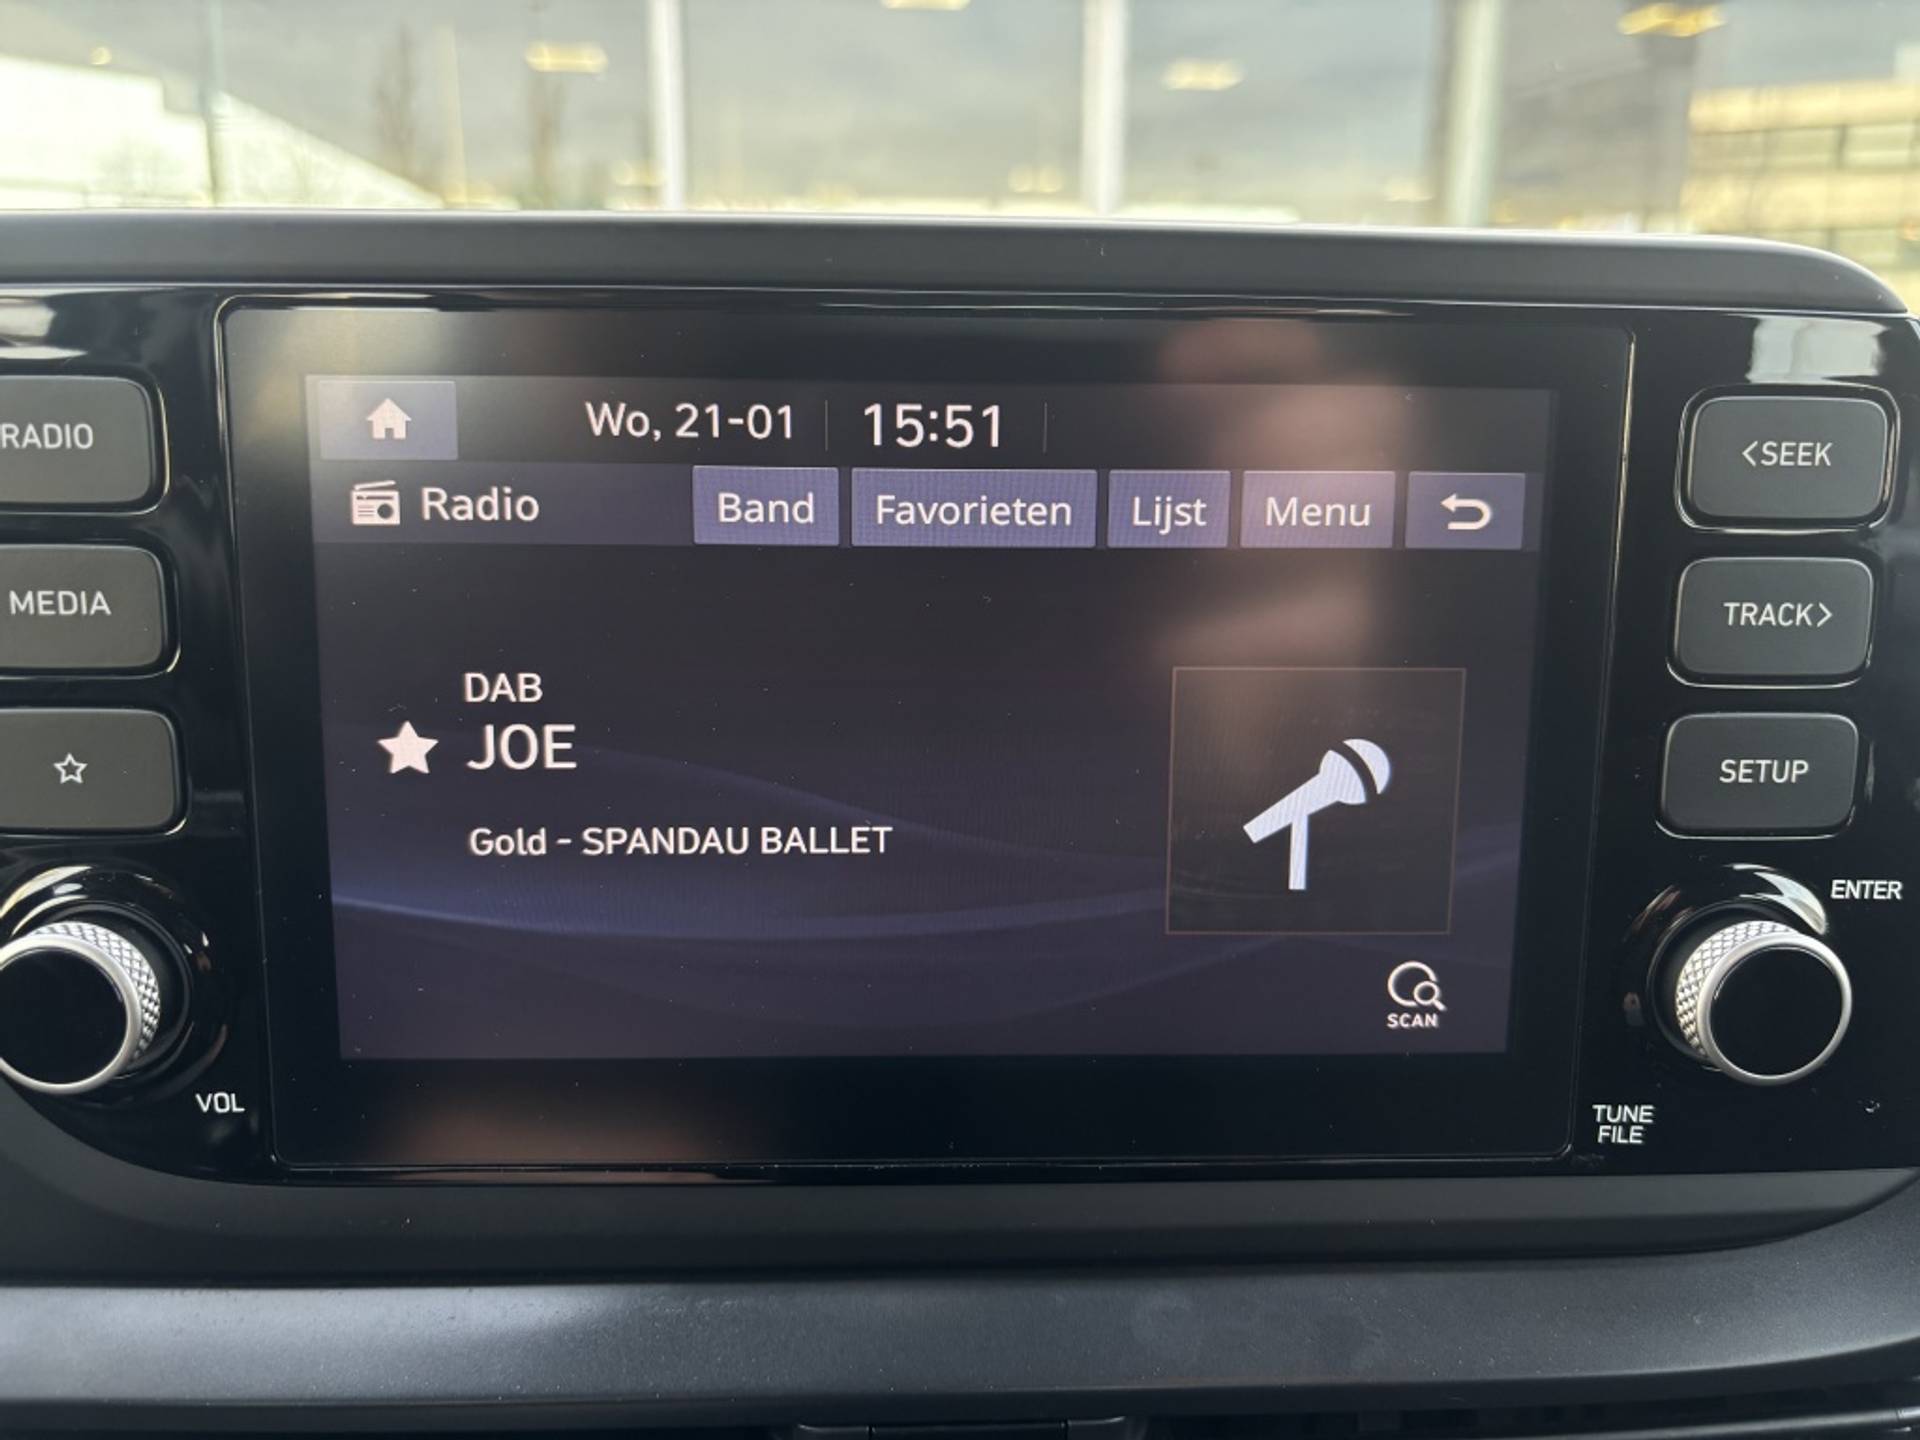 Wo, 21-01 15:51
Radio Band Favorieten Lijst Menu
DAB
JOE
Gold - SPANDAU BALLET
SCAN
RADIO
MEDIA
VOL
<SEEK
TRACK>
SETUP
ENTER
TUNE
FILE